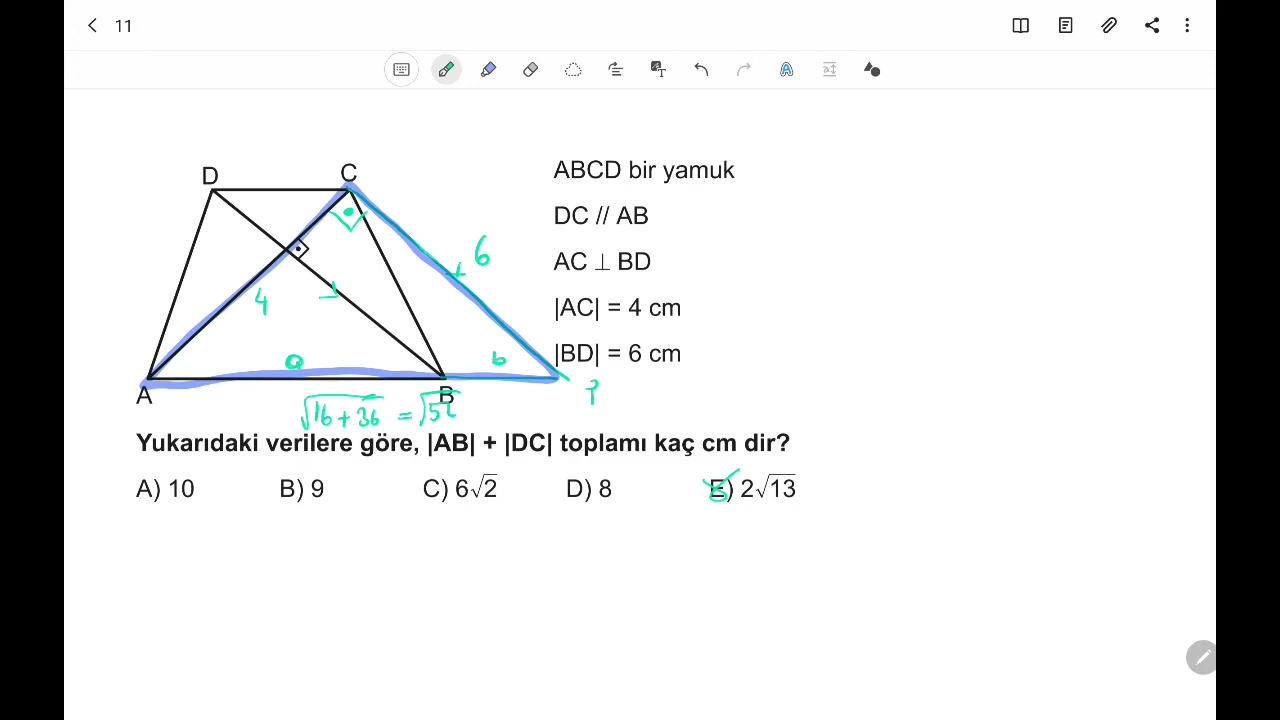 11
D C
ABCD bir yamuk
DC // AB
6
AC ⊥ BD
4
|AC| = 4 cm
a b
|BD| = 6 cm
A B P
√16 + 36 = √52
Yukarıdaki verilere göre, |AB| + |DC| toplamı kaç cm dir?
A) 10 B) 9 C) 6√2 D) 8 E) 2√13